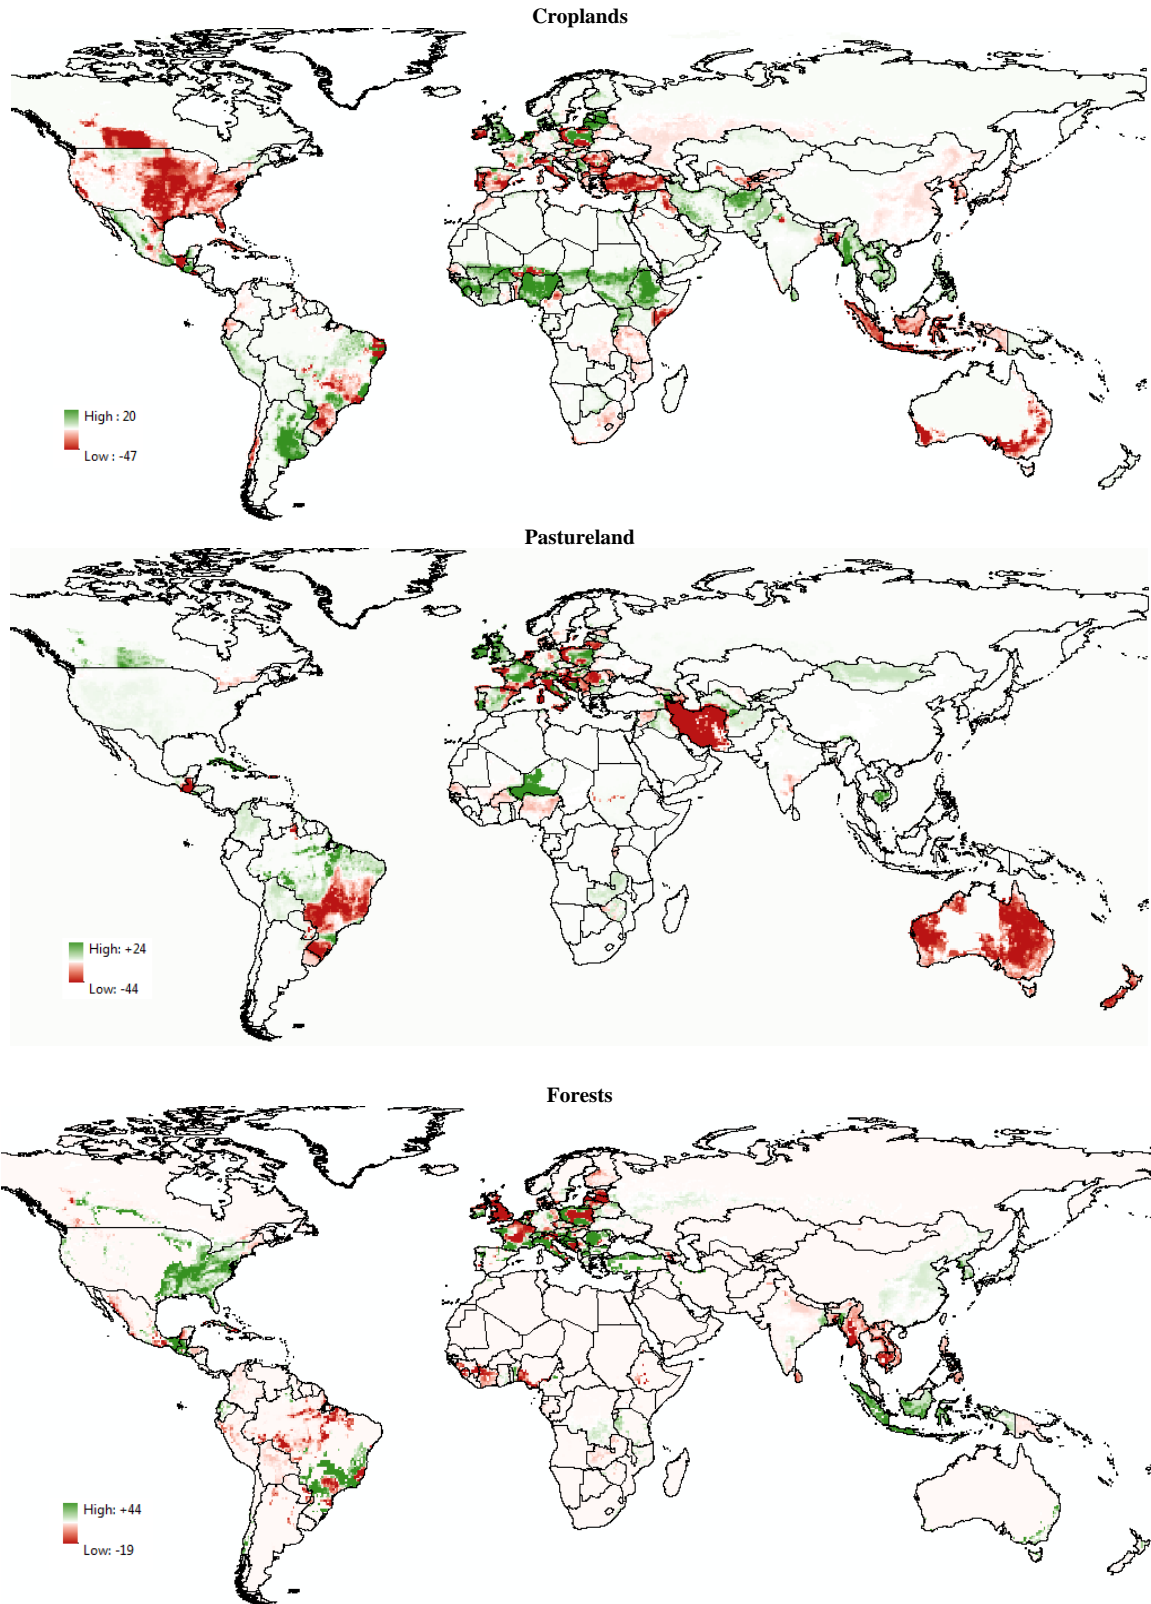 Croplands
High : 20
Low : -47
Pastureland
High: +24
Low: -44
Forests
High: +44
Low: -19